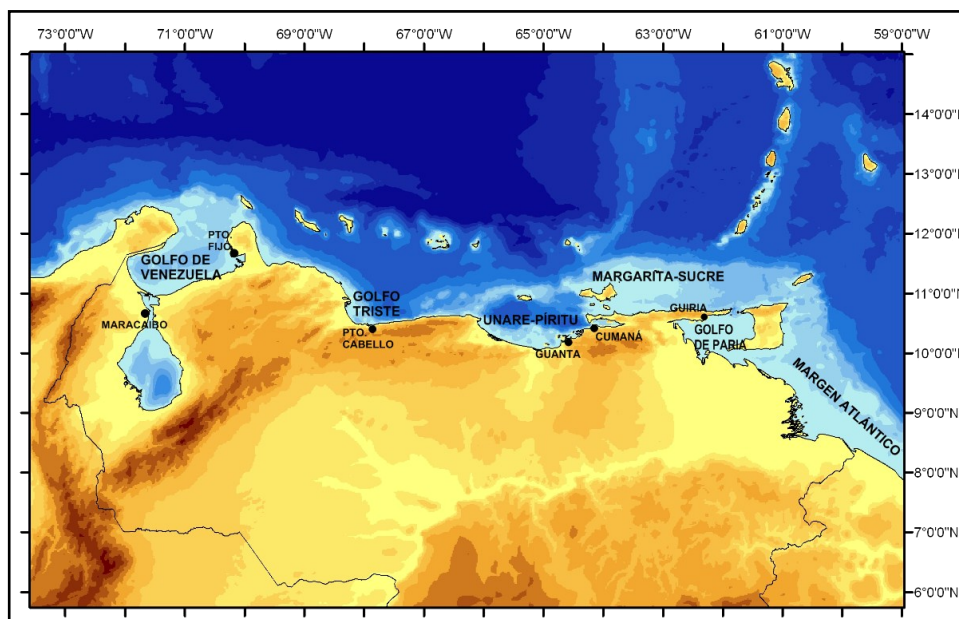 73°0'0"W 71°0'0"W 69°0'0"W 67°0'0"W 65°0'0"W 63°0'0"W 61°0'0"W 59°0'0"W
14°0'0"N
13°0'0"N
12°0'0"N
11°0'0"N
10°0'0"N
9°0'0"N
8°0'0"N
7°0'0"N
6°0'0"N
PTO.
FIJO
GOLFO DE
VENEZUELA
MARACAIBO
GOLFO
TRISTE
PTO.
CABELLO
UNARE-PÍRITU
GUANTA
CUMANÁ
MARGARITA-SUCRE
GUIRIA
GOLFO
DE PARIA
MARGEN ATLÁNTICO